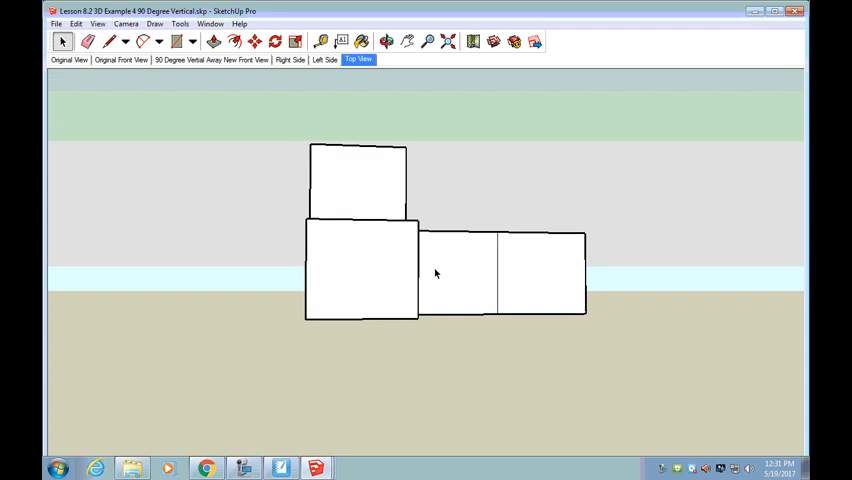 Lesson 8.2 3D Example 4 90 Degree Vertical.skp - SketchUp Pro
File Edit View Camera Draw Tools Window Help
A1
Original View Original Front View 90 Degree Vertial Away New Front View Right Side Left Side Top View
12:31 PM
5/19/2017